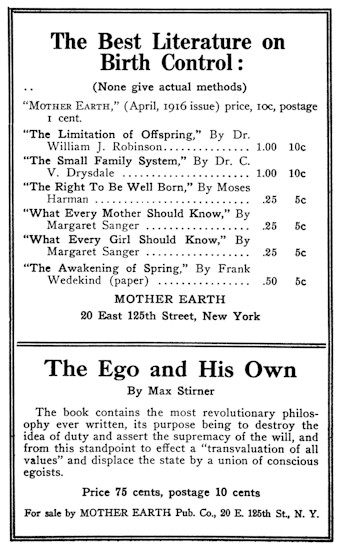 The Best Literature on
Birth Control:
..
(None give actual methods)
"MOTHER EARTH," (April, 1916 issue) price, 10c, postage
1 cent.
"The Limitation of Offspring," By Dr.
William J. Robinson................ 1.00 10c
"The Small Family System," By Dr. C.
V. Drysdale ....................... 1.00 10c
"The Right To Be Well Born," By Moses
Harman ............................ .25 5c
"What Every Mother Should Know," By
Margaret Sanger ................... .25 5c
"What Every Girl Should Know," By
Margaret Sanger ................... .25 5c
"The Awakening of Spring," By Frank
Wedekind (paper) .................. .50 5c
MOTHER EARTH
20 East 125th Street, New York
The Ego and His Own
By Max Stirner
The book contains the most revolutionary philos-
ophy ever written, its purpose being to destroy the
idea of duty and assert the supremacy of the will, and
from this standpoint to effect a "transvaluation of all
values" and displace the state by a union of conscious
egoists.
Price 75 cents, postage 10 cents
For sale by MOTHER EARTH Pub. Co., 20 E. 125th St., N. Y.